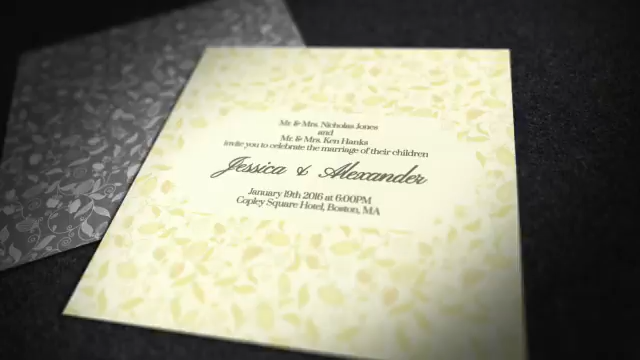 Mr. & Mrs. Nicholas Jones
and
Mr. & Mrs. Ken Hanks
invite you to celebrate the marriage of their children
Jessica & Alexander
January 19th 2016 at 6:00PM
Copley Square Hotel, Boston, MA